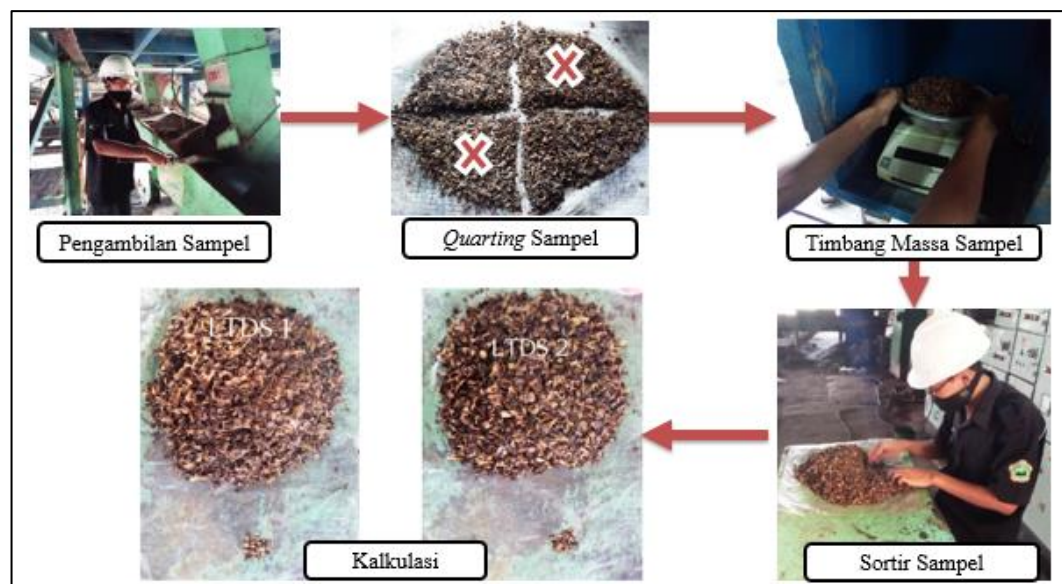 Pengambilan Sampel
Quarting Sampel
Timbang Massa Sampel
LTDS 1
LTDS 2
Kalkulasi
Sortir Sampel